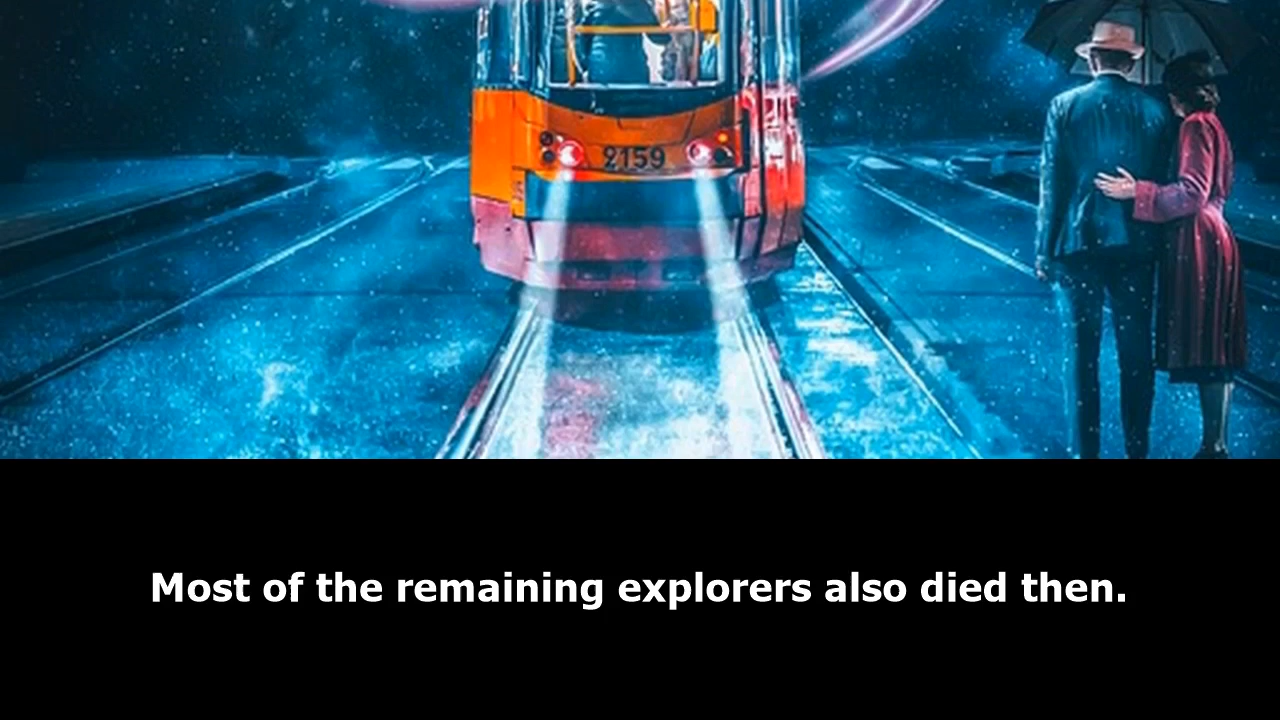 2159
Most of the remaining explorers also died then.